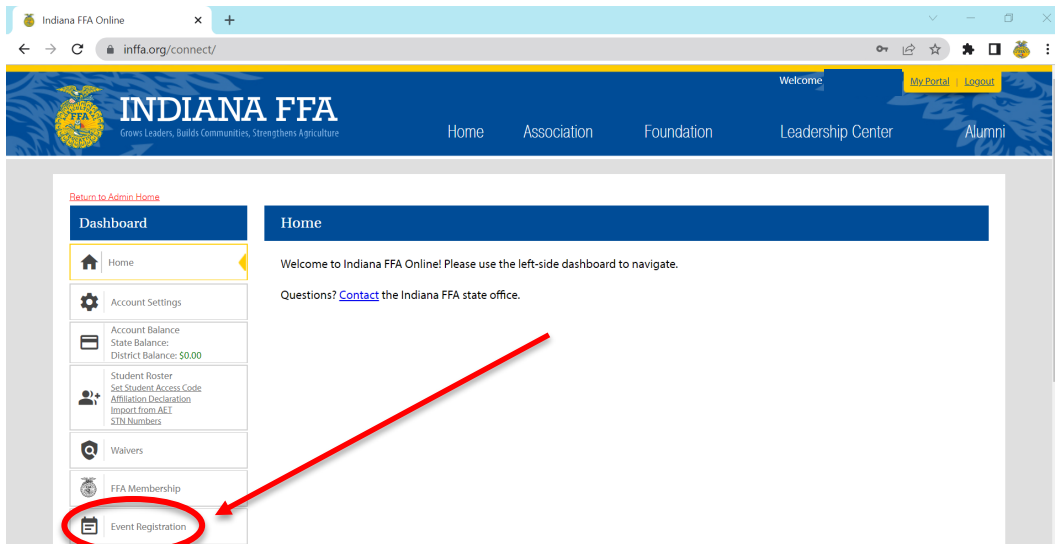 Indiana FFA Online
inffa.org/connect/
Welcome
My Portal | Logout
FFA
INDIANA FFA
Grows Leaders, Builds Communities, Strengthens Agriculture
Home Association Foundation Leadership Center Alumni
Return to Admin Home
Dashboard
Home
Account Settings
Account Balance
State Balance:
District Balance: $0.00
Student Roster
Set Student Access Code
Affiliation Declaration
Import from AET
STN Numbers
Waivers
FFA Membership
Event Registration
Home
Welcome to Indiana FFA Online! Please use the left-side dashboard to navigate.
Questions? Contact the Indiana FFA state office.